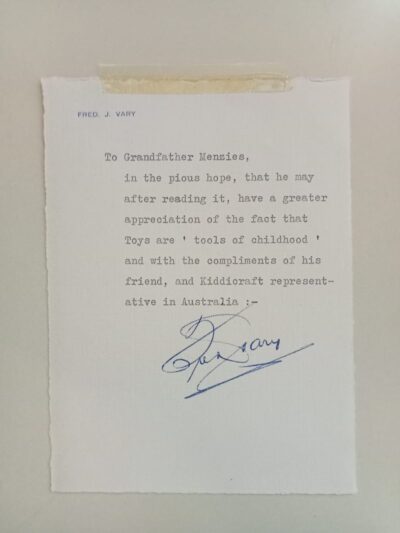 FRED. J. VARY
To Grandfather Menzies,
in the pious hope, that he may
after reading it, have a greater
appreciation of the fact that
Toys are ' tools of childhood '
and with the compliments of his
friend, and Kiddicraft represent-
ative in Australia :-
Fred Vary